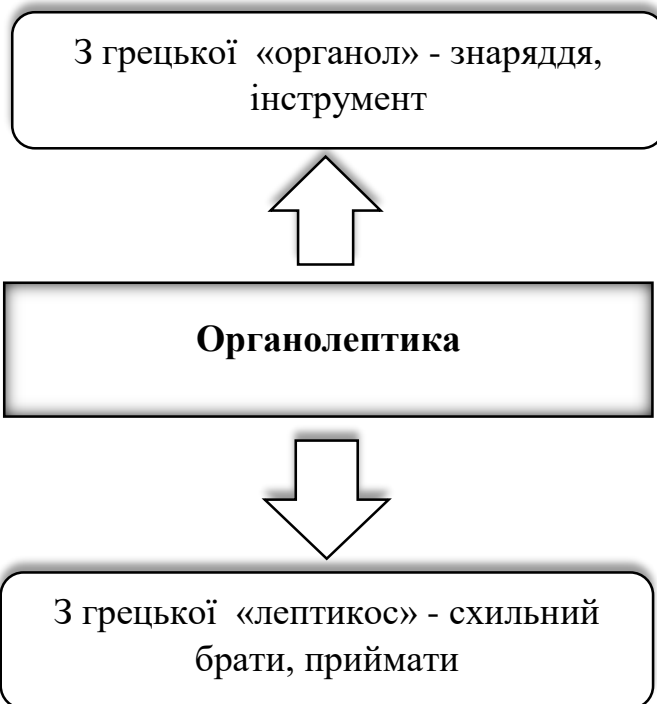 З грецької «органол» - знаряддя,
інструмент
Органолептика
З грецької «лептикос» - схильний
брати, приймати